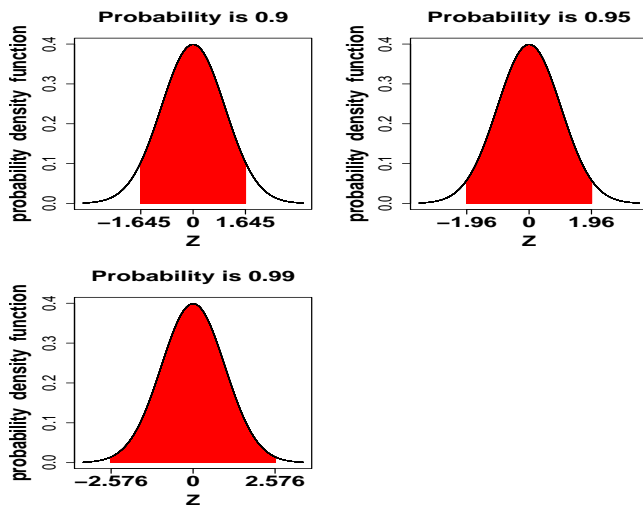 Probability is 0.9
probability density function
0.4
0.3
0.2
0.1
0.0
−1.645 0 1.645
Z
Probability is 0.95
probability density function
0.4
0.3
0.2
0.1
0.0
−1.96 0 1.96
Z
Probability is 0.99
probability density function
0.4
0.3
0.2
0.1
0.0
−2.576 0 2.576
Z